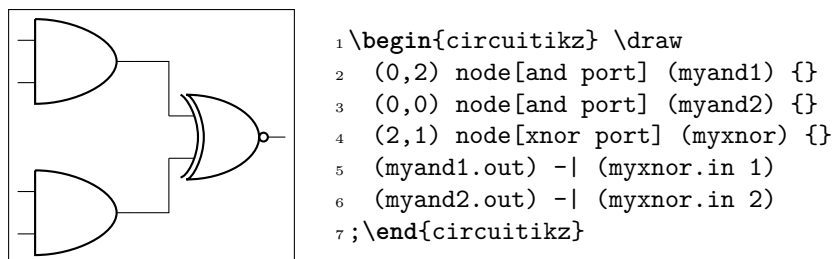 1 \begin{circuitikz} \draw
2 (0,2) node[and port] (myand1) {}
3 (0,0) node[and port] (myand2) {}
4 (2,1) node[xnor port] (myxnor) {}
5 (myand1.out) -| (myxnor.in 1)
6 (myand2.out) -| (myxnor.in 2)
7 ;\end{circuitikz}